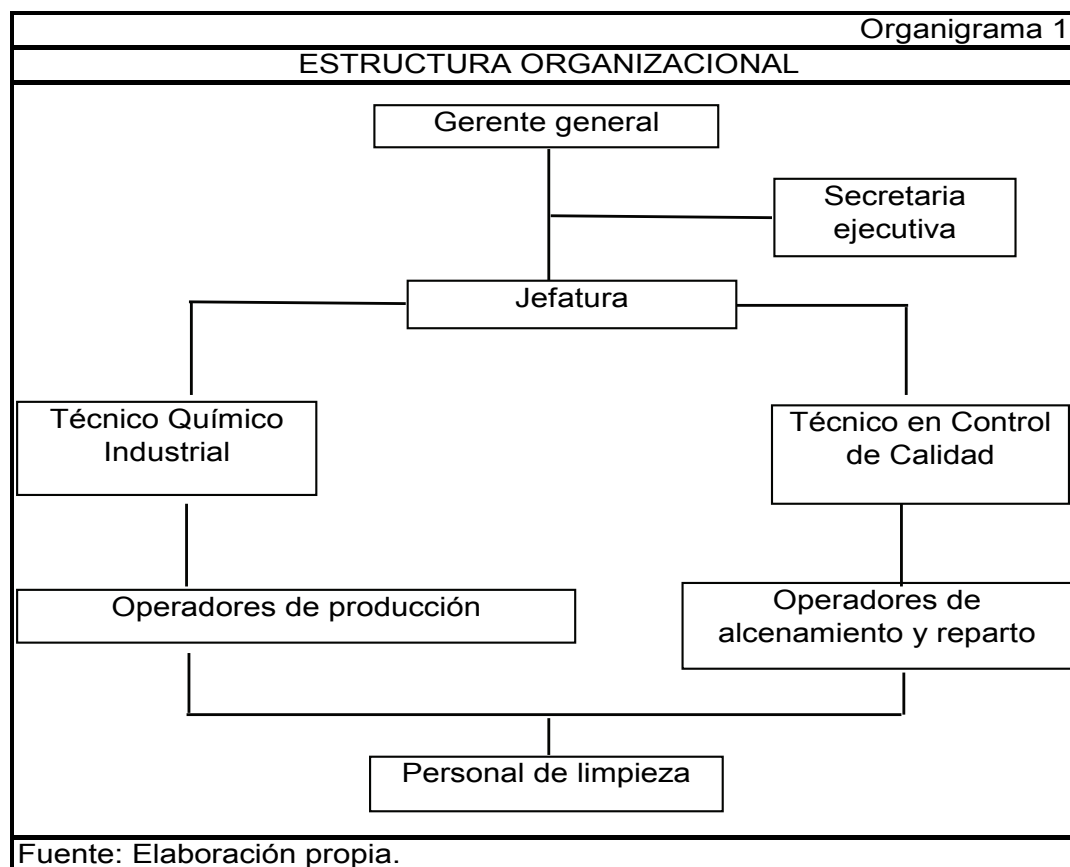 Organigrama 1
ESTRUCTURA ORGANIZACIONAL
Gerente general
Secretaria
ejecutiva
Jefatura
Técnico Químico
Industrial
Técnico en Control
de Calidad
Operadores de producción
Operadores de
alcenamiento y reparto
Personal de limpieza
Fuente: Elaboración propia.